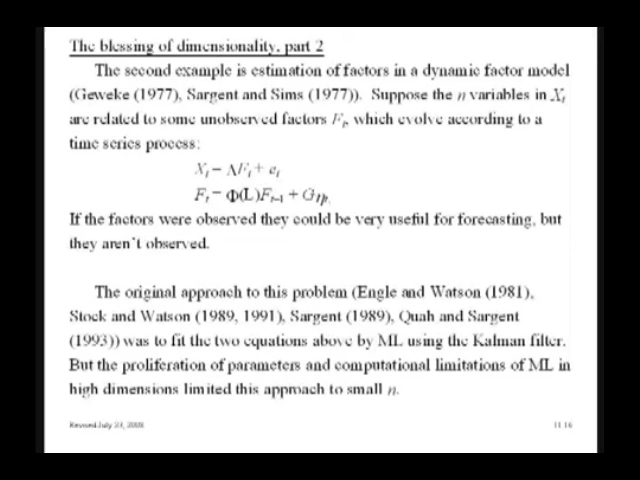 The blessing of dimensionality, part 2
The second example is estimation of factors in a dynamic factor model
(Geweke (1977), Sargent and Sims (1977)). Suppose the n variables in Xₜ
are related to some unobserved factors Fₜ, which evolve according to a
time series process:
Xₜ = ΛFₜ + eₜ
Fₜ = Φ(L)Fₜ₋₁ + Gηₜ.
If the factors were observed they could be very useful for forecasting, but
they aren't observed.
The original approach to this problem (Engle and Watson (1981),
Stock and Watson (1989, 1991), Sargent (1989), Quah and Sargent
(1993)) was to fit the two equations above by ML using the Kalman filter.
But the proliferation of parameters and computational limitations of ML in
high dimensions limited this approach to small n.
Revised July 23, 2008
11-16